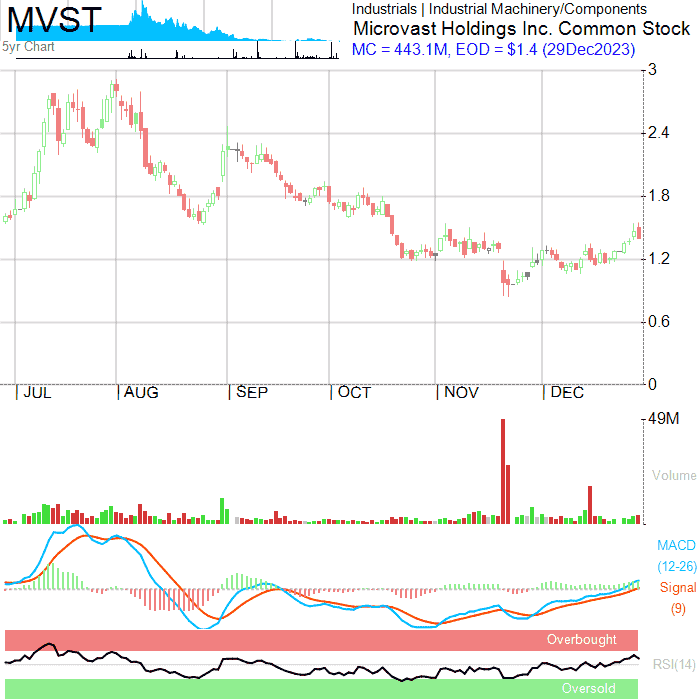 MVST
5yr Chart
Industrials | Industrial Machinery/Components
Microvast Holdings Inc. Common Stock
MC = 443.1M, EOD = $1.4 (29Dec2023)
3
2.4
1.8
1.2
0.6
0
JUL AUG SEP OCT NOV DEC
49M
Volume
MACD
(12-26)
Signal
(9)
Overbought
RSI(14)
Oversold